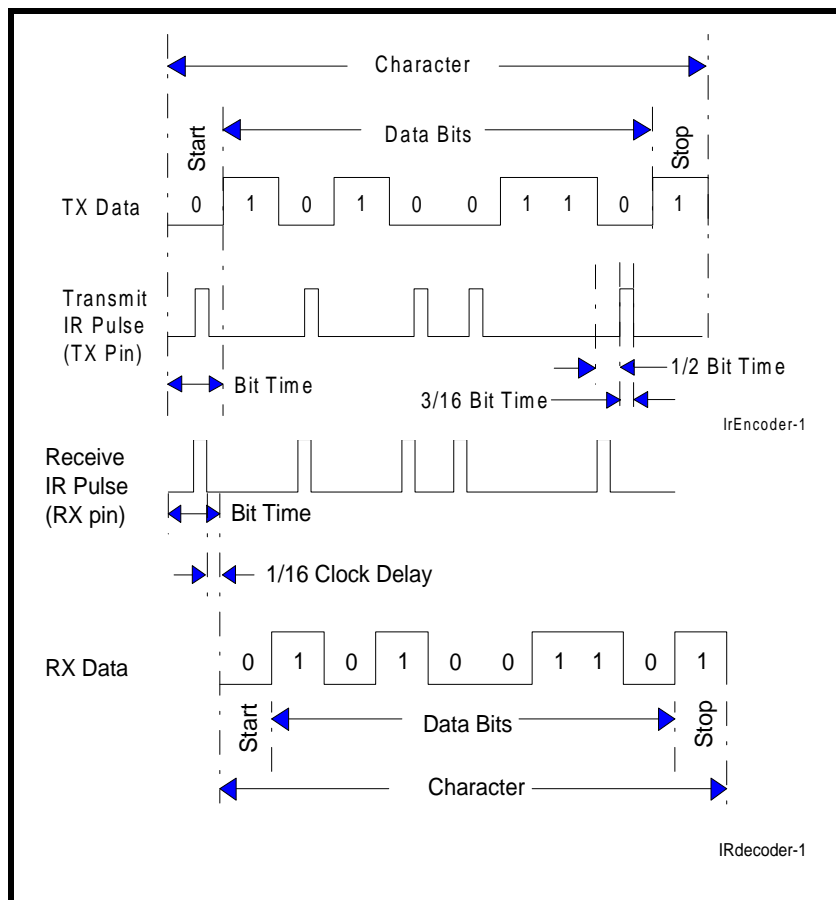 Character
Start
Data Bits
Stop
TX Data
0 1 0 1 0 0 1 1 0 1
Transmit
IR Pulse
(TX Pin)
1/2 Bit Time
Bit Time
3/16 Bit Time
IrEncoder-1
Receive
IR Pulse
(RX pin)
Bit Time
1/16 Clock Delay
RX Data
0 1 0 1 0 0 1 1 0 1
Start
Data Bits
Stop
Character
IRdecoder-1